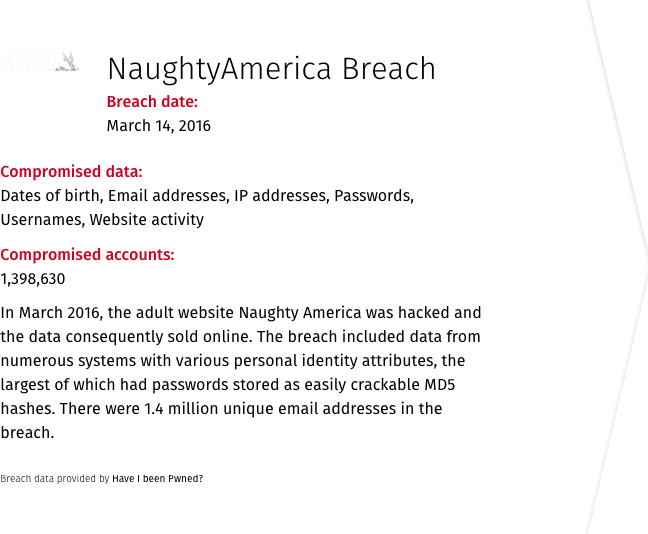 NaughtyAmerica Breach
Breach date:
March 14, 2016
Compromised data:
Dates of birth, Email addresses, IP addresses, Passwords,
Usernames, Website activity
Compromised accounts:
1,398,630
In March 2016, the adult website Naughty America was hacked and
the data consequently sold online. The breach included data from
numerous systems with various personal identity attributes, the
largest of which had passwords stored as easily crackable MD5
hashes. There were 1.4 million unique email addresses in the
breach.
Breach data provided by Have I been Pwned?